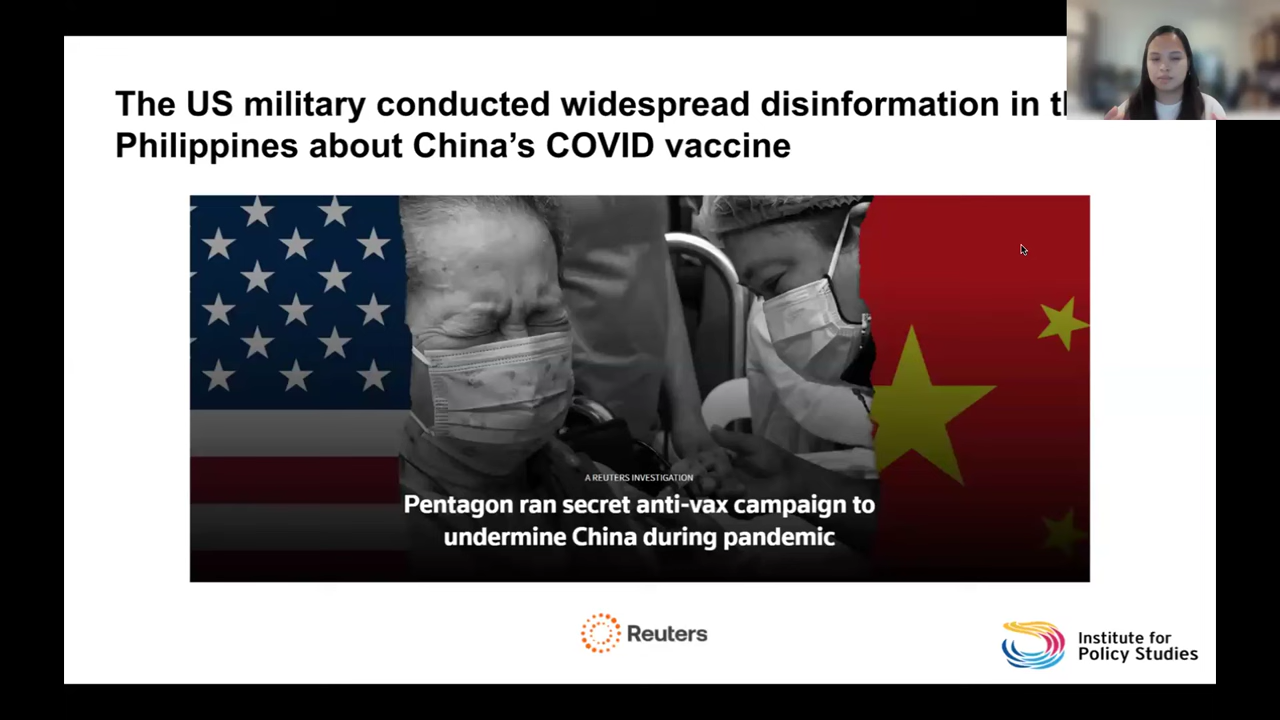 The US military conducted widespread disinformation in
Philippines about China’s COVID vaccine
A REUTERS INVESTIGATION
Pentagon ran secret anti-vax campaign to
undermine China during pandemic
Reuters
Institute for
Policy Studies